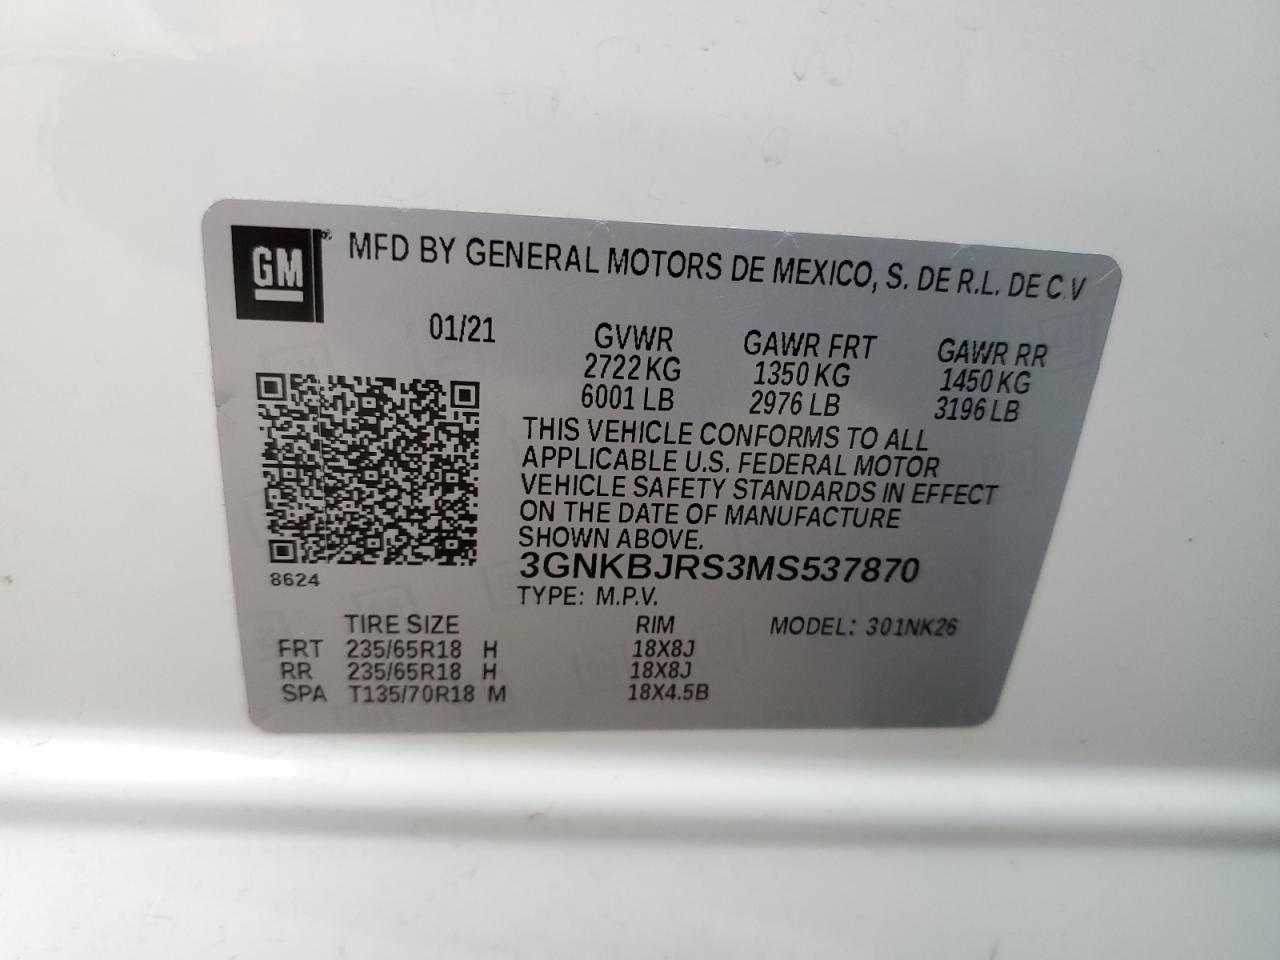 GM ® MFD BY GENERAL MOTORS DE MEXICO, S. DE R.L. DE C.V
01/21 GVWR GAWR FRT GAWR RR
2722 KG 1350 KG 1450 KG
6001 LB 2976 LB 3196 LB
THIS VEHICLE CONFORMS TO ALL
APPLICABLE U.S. FEDERAL MOTOR
VEHICLE SAFETY STANDARDS IN EFFECT
ON THE DATE OF MANUFACTURE
SHOWN ABOVE.
3GNKBJRS3MS537870
8624
TYPE: M.P.V.
TIRE SIZE RIM MODEL: 301NK26
FRT 235/65R18 H 18X8J
RR 235/65R18 H 18X8J
SPA T135/70R18 M 18X4.5B